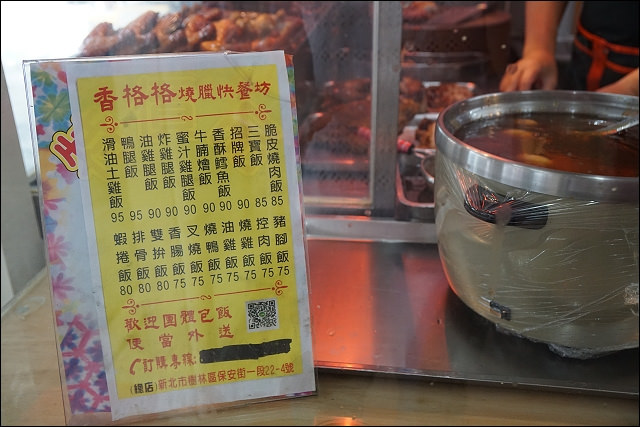 香格格燒臘快餐坊
脆皮燒肉飯 85
三寶飯 85
招牌飯 90
香酥鱈魚飯 90
牛腩燴飯 90
蜜汁雞腿飯 90
炸雞腿飯 90
油雞腿飯 90
鴨腿飯 95
滑油土雞飯 95
豬腳飯 75
控肉飯 75
燒雞飯 75
油雞飯 75
燒鴨飯 75
叉燒飯 75
香腸飯 75
雙拼飯 80
排骨飯 80
蝦捲飯 80
歡迎團體包飯
便當外送
訂購專線:
(總店)新北市樹林區保安街一段22-4號